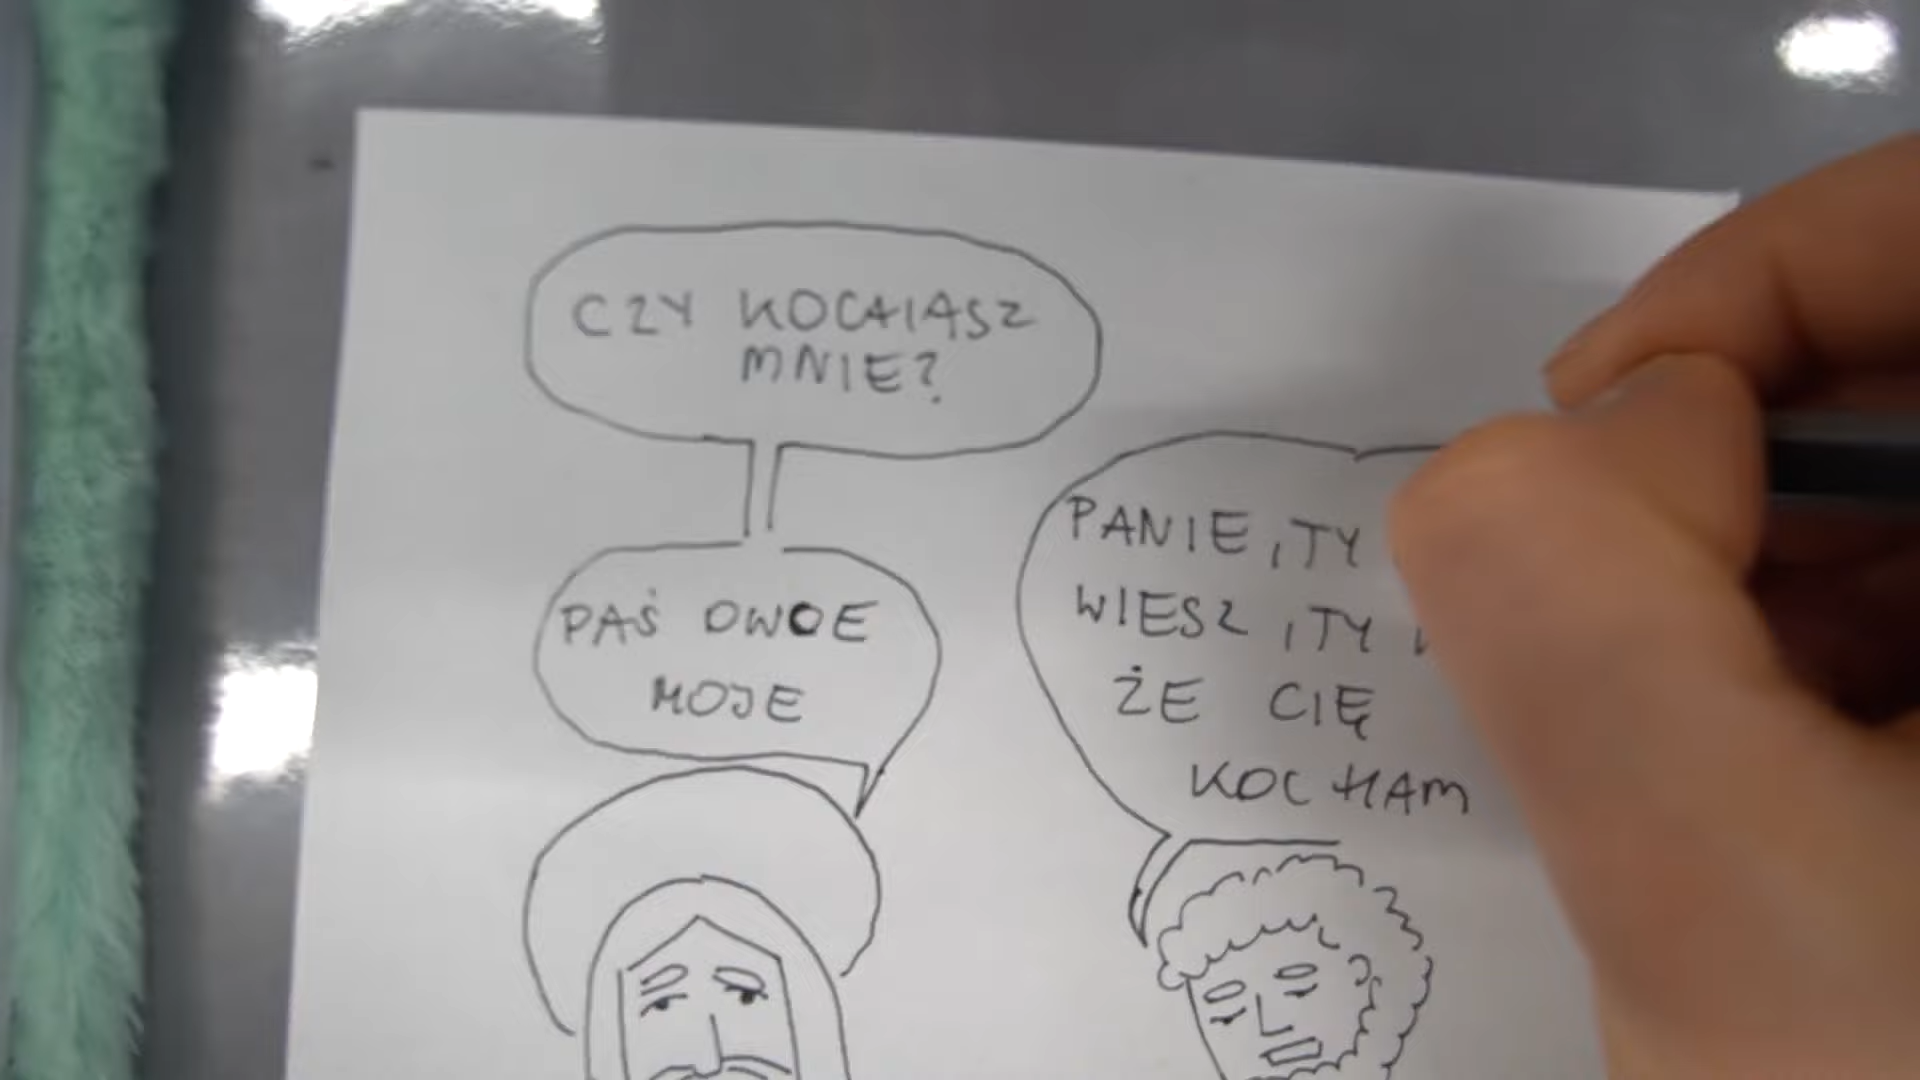 CZY KOCHASZ
MNIE?
PAŚ OWCE
MOJE
PANIE, TY
WIESZ, TY
ŻE CIĘ
KOCHAM